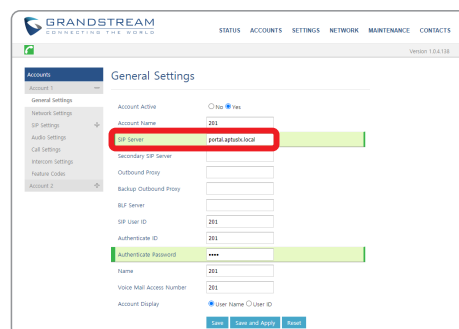 GRANDSTREAM
CONNECTING THE WORLD
STATUS ACCOUNTS SETTINGS NETWORK MAINTENANCE CONTACTS
Version 1.0.4.138
Accounts
Account 1
General Settings
Network Settings
SIP Settings
Audio Settings
Call Settings
Intercom Settings
Feature Codes
Account 2
General Settings
Account Active No Yes
Account Name 201
SIP Server portal.aptuslx.local
Secondary SIP Server
Outbound Proxy
Backup Outbound Proxy
BLF Server
SIP User ID 201
Authenticate ID 201
Authenticate Password ••••
Name 201
Voice Mail Access Number 201
Account Display User Name User ID
Save Save and Apply Reset